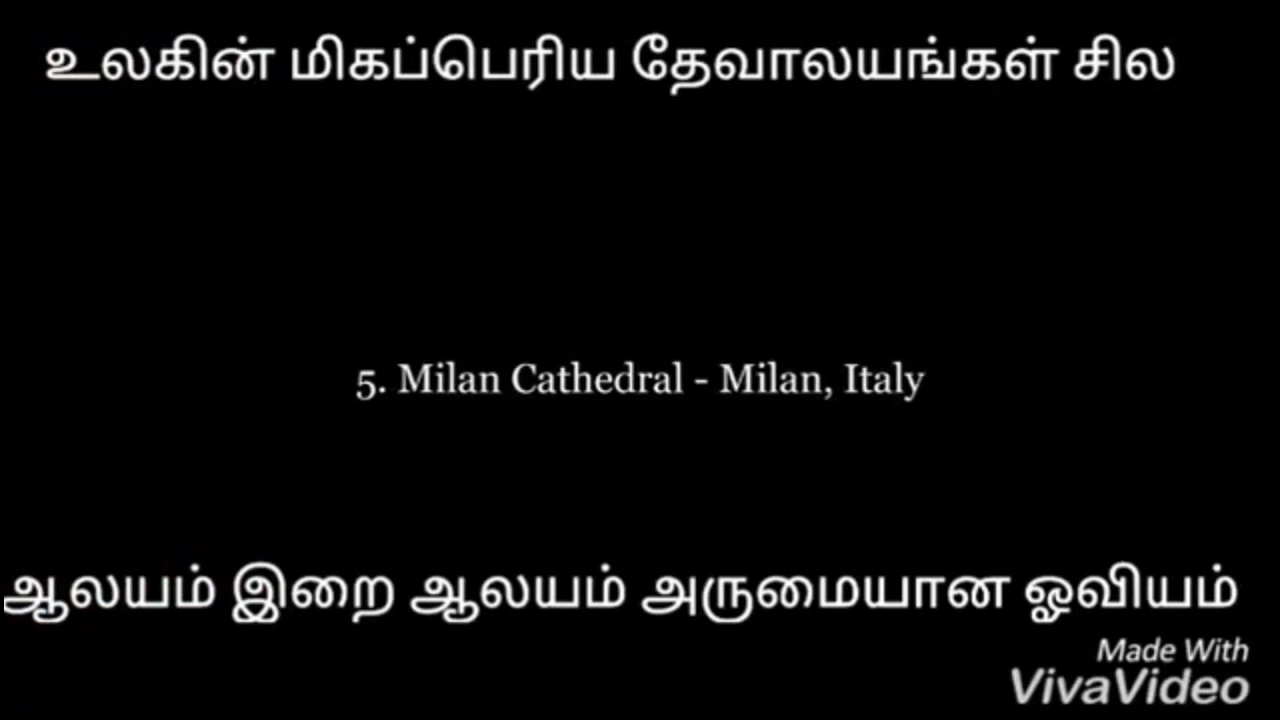 உலகின் மிகப்பெரிய தேவாலயங்கள் சில
5. Milan Cathedral - Milan, Italy
ஆலயம் இறை ஆலயம் அருமையான ஓவியம்
Made With
VivaVideo